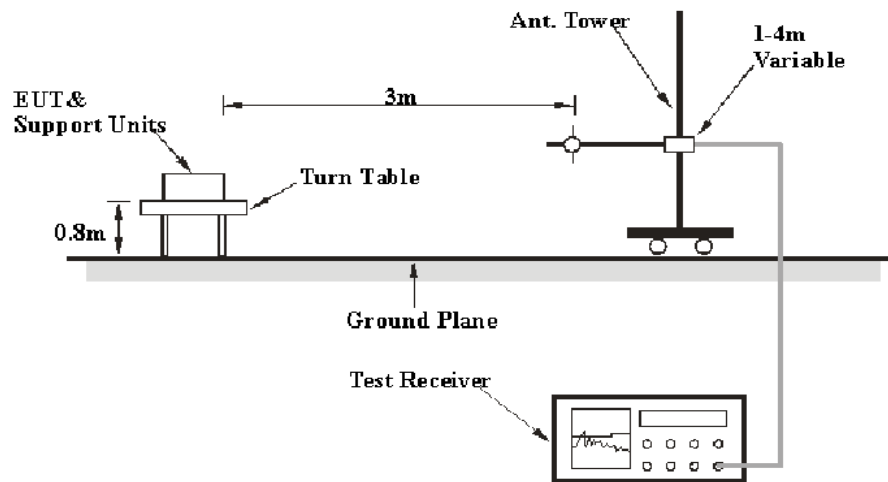 Ant. Tower
1-4m
Variable
3m
EUT&
Support Units
Turn Table
0.8m
Ground Plane
Test Receiver